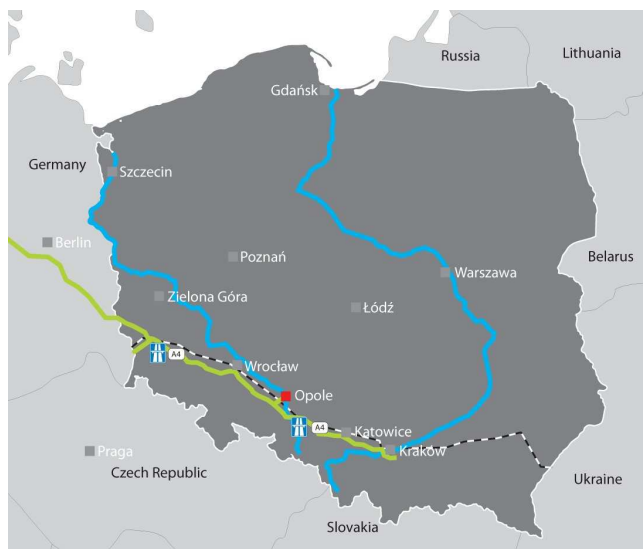 Russia
Lithuania
Gdańsk
Germany
Szczecin
Berlin
Poznań
Belarus
Warszawa
Zielona Góra
Łódź
A4
Wrocław
Opole
A4
Katowice
Praga
Kraków
Czech Republic
Ukraine
Slovakia